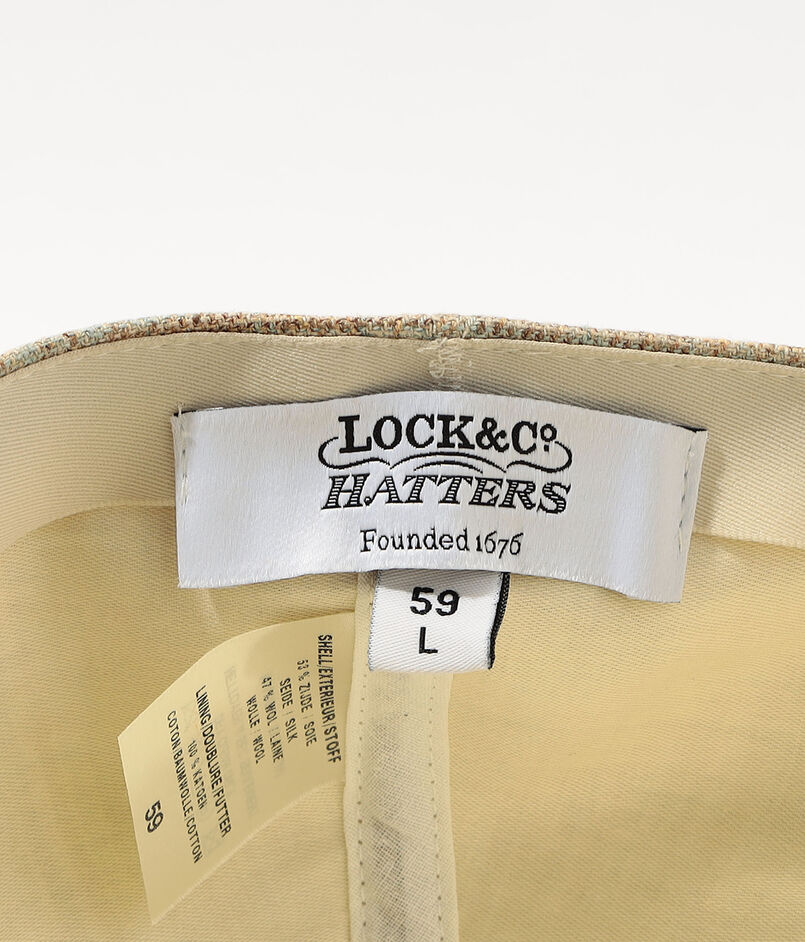 LOCK&Cº
HATTERS
Founded 1676
59
L
SHELL/EXTERIEUR/STOFF
53 % ZIJDE / SOIE
SEIDE / SILK
47 % WOL / LAINE
WOLLE / WOOL
LINING/DOUBLURE/FUTTER
100 % KATOEN
COTON/BAUMWOLLE/COTTON
59